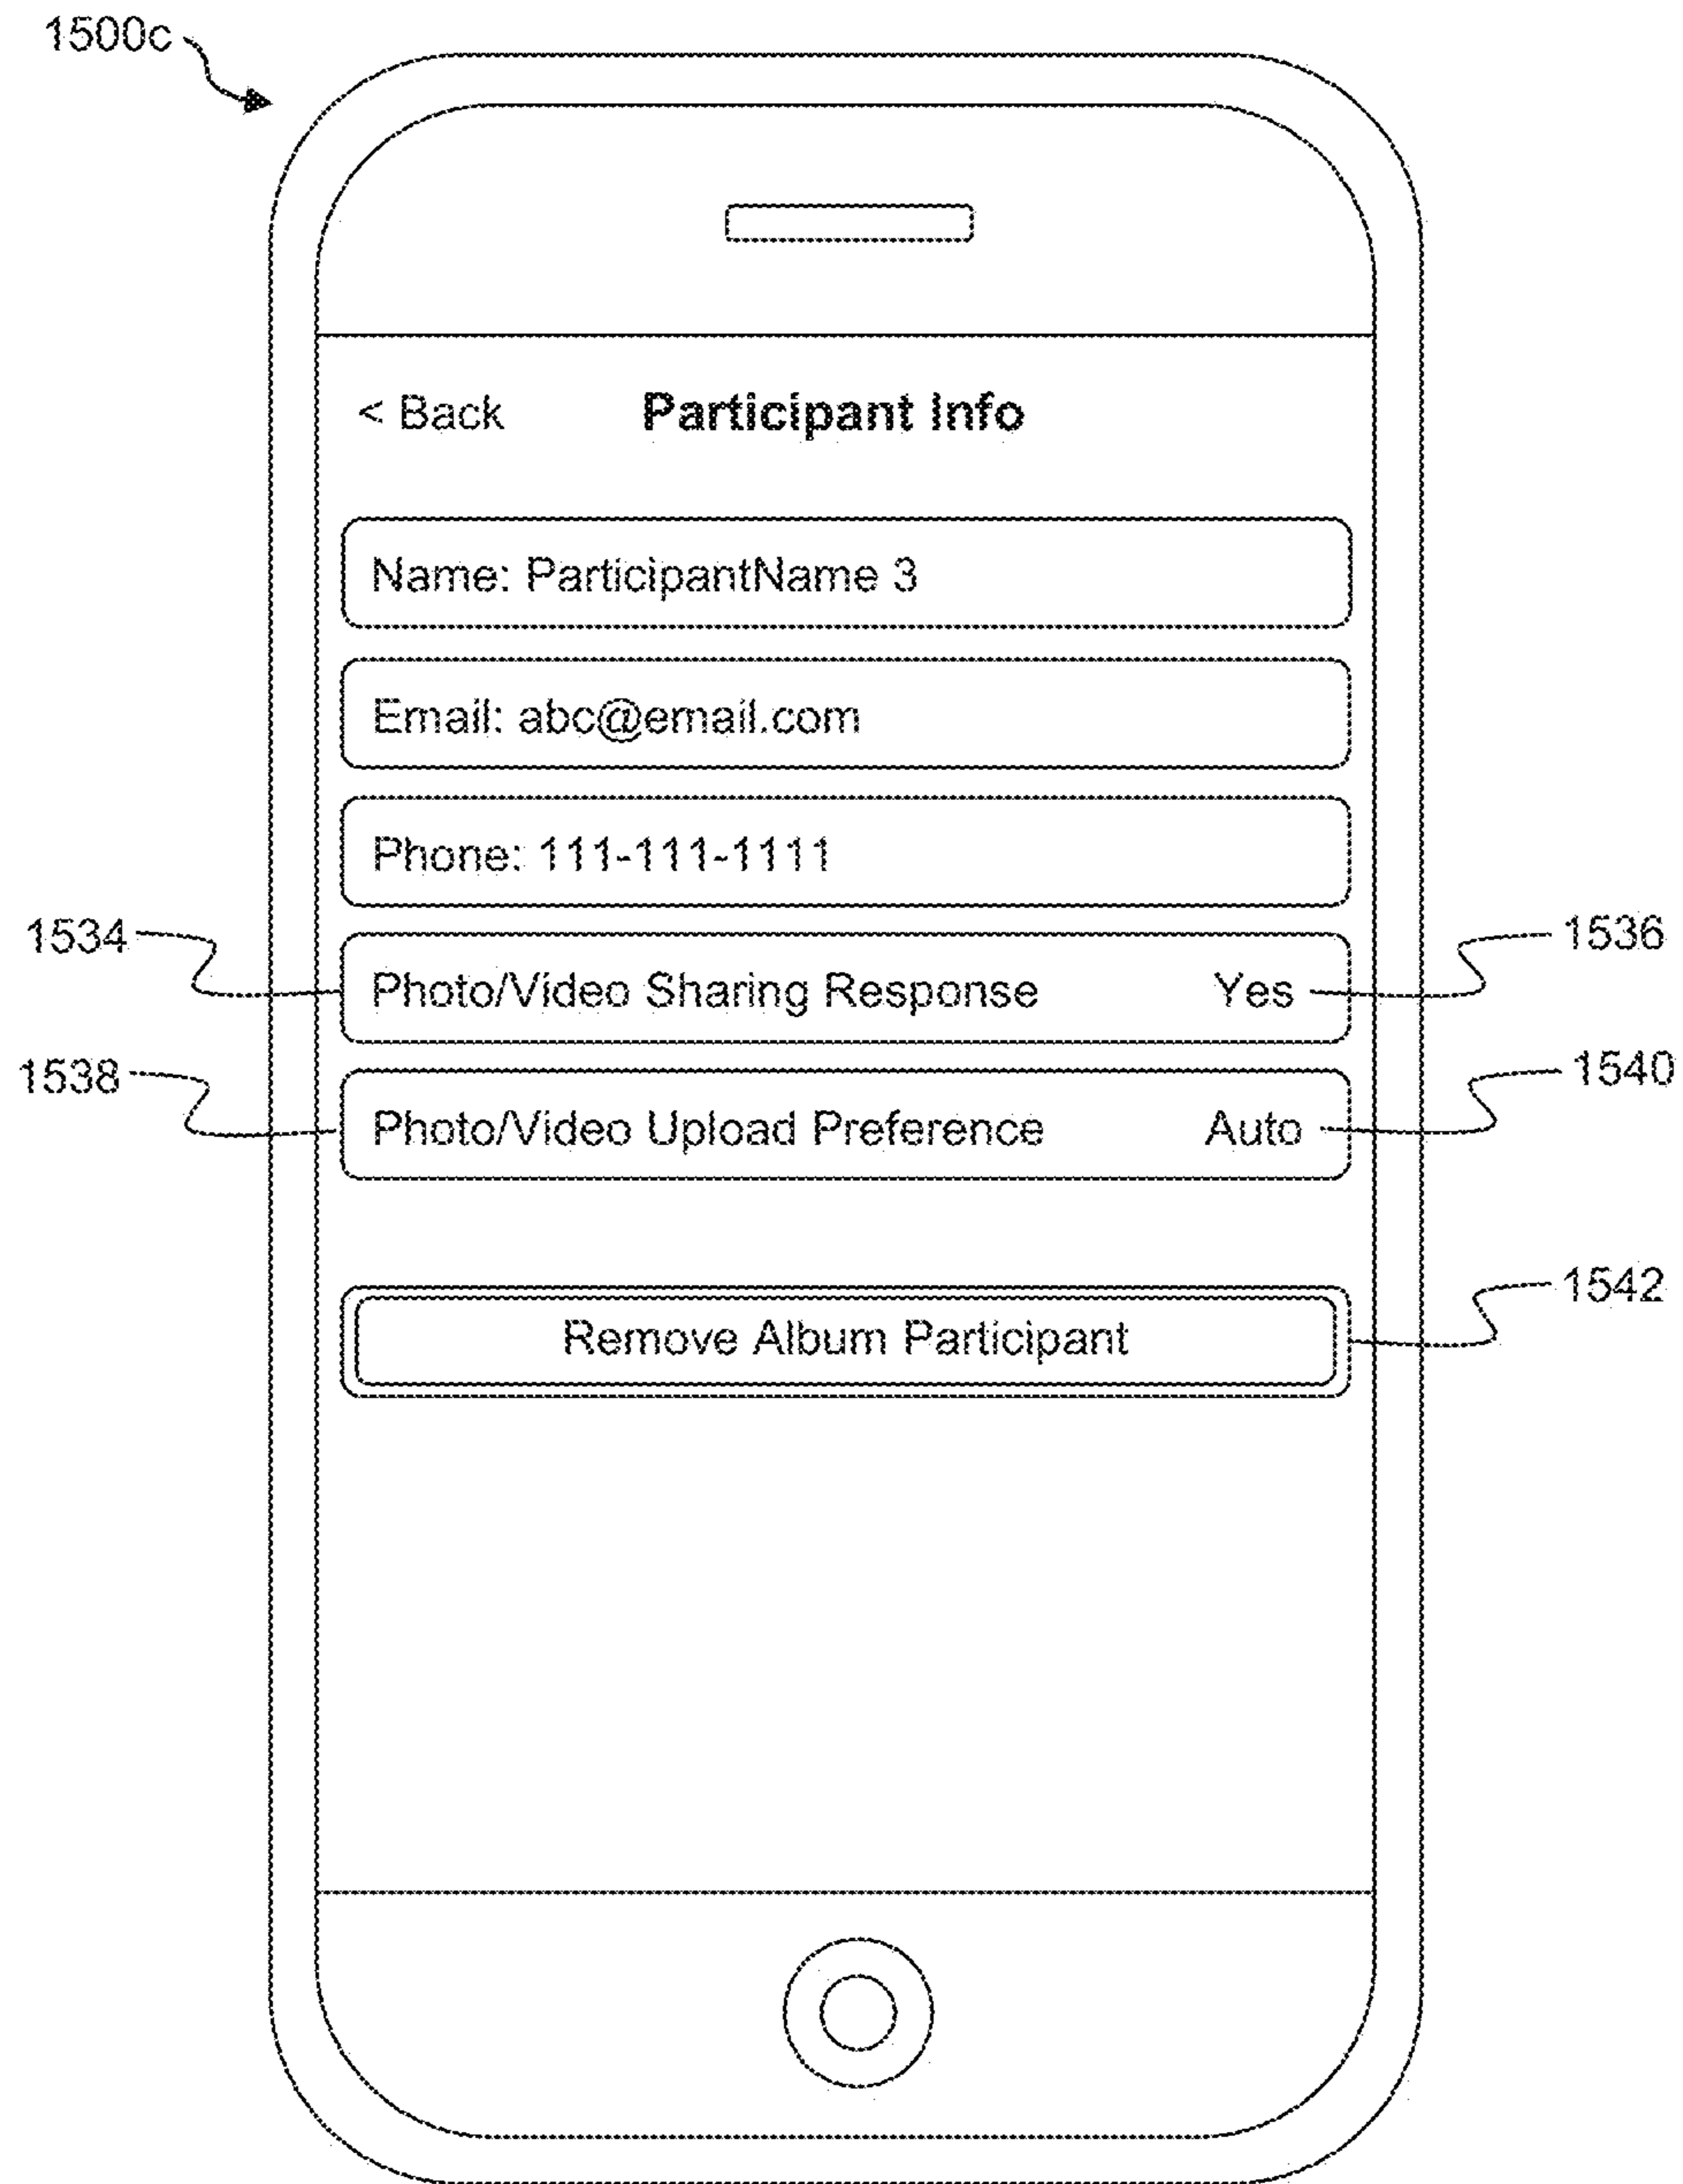 1500c
< Back Participant Info
Name: ParticipantName 3
Email: abc@email.com
Phone: 111-111-1111
1534 Photo/Video Sharing Response Yes 1536
1538 Photo/Video Upload Preference Auto 1540
Remove Album Participant 1542